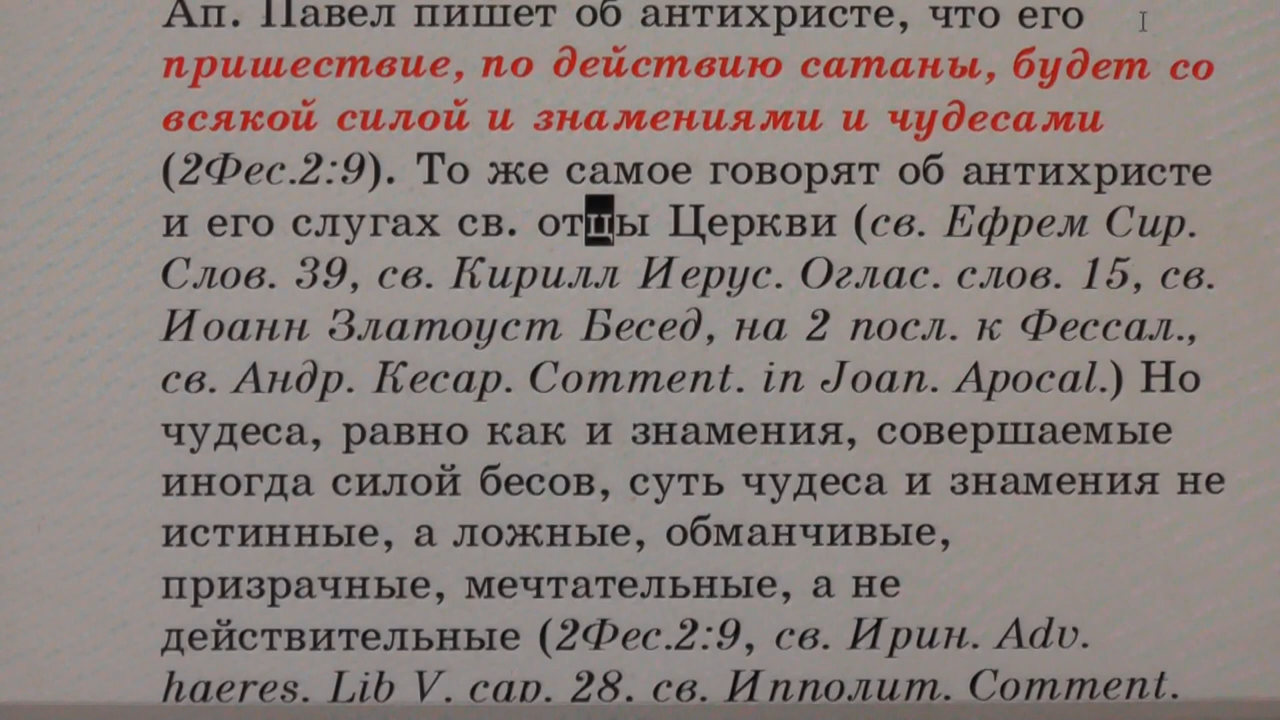 Ап. Павел пишет об антихристе, что его
пришествие, по действию сатаны, будет со
всякой силой и знамениями и чудесами
(2Фес.2:9). То же самое говорят об антихристе
и его слугах св. отцы Церкви (св. Ефрем Сир.
Слов. 39, св. Кирилл Иерус. Оглас. слов. 15, св.
Иоанн Златоуст Бесед, на 2 посл. к Фессал.,
св. Андр. Кесар. Comment. in Joan. Apocal.) Но
чудеса, равно как и знамения, совершаемые
иногда силой бесов, суть чудеса и знамения не
истинные, а ложные, обманчивые,
призрачные, мечтательные, а не
действительные (2Фес.2:9, св. Ирин. Adv.
haeres. Lib V. cap. 28. св. Ипполит. Comment.